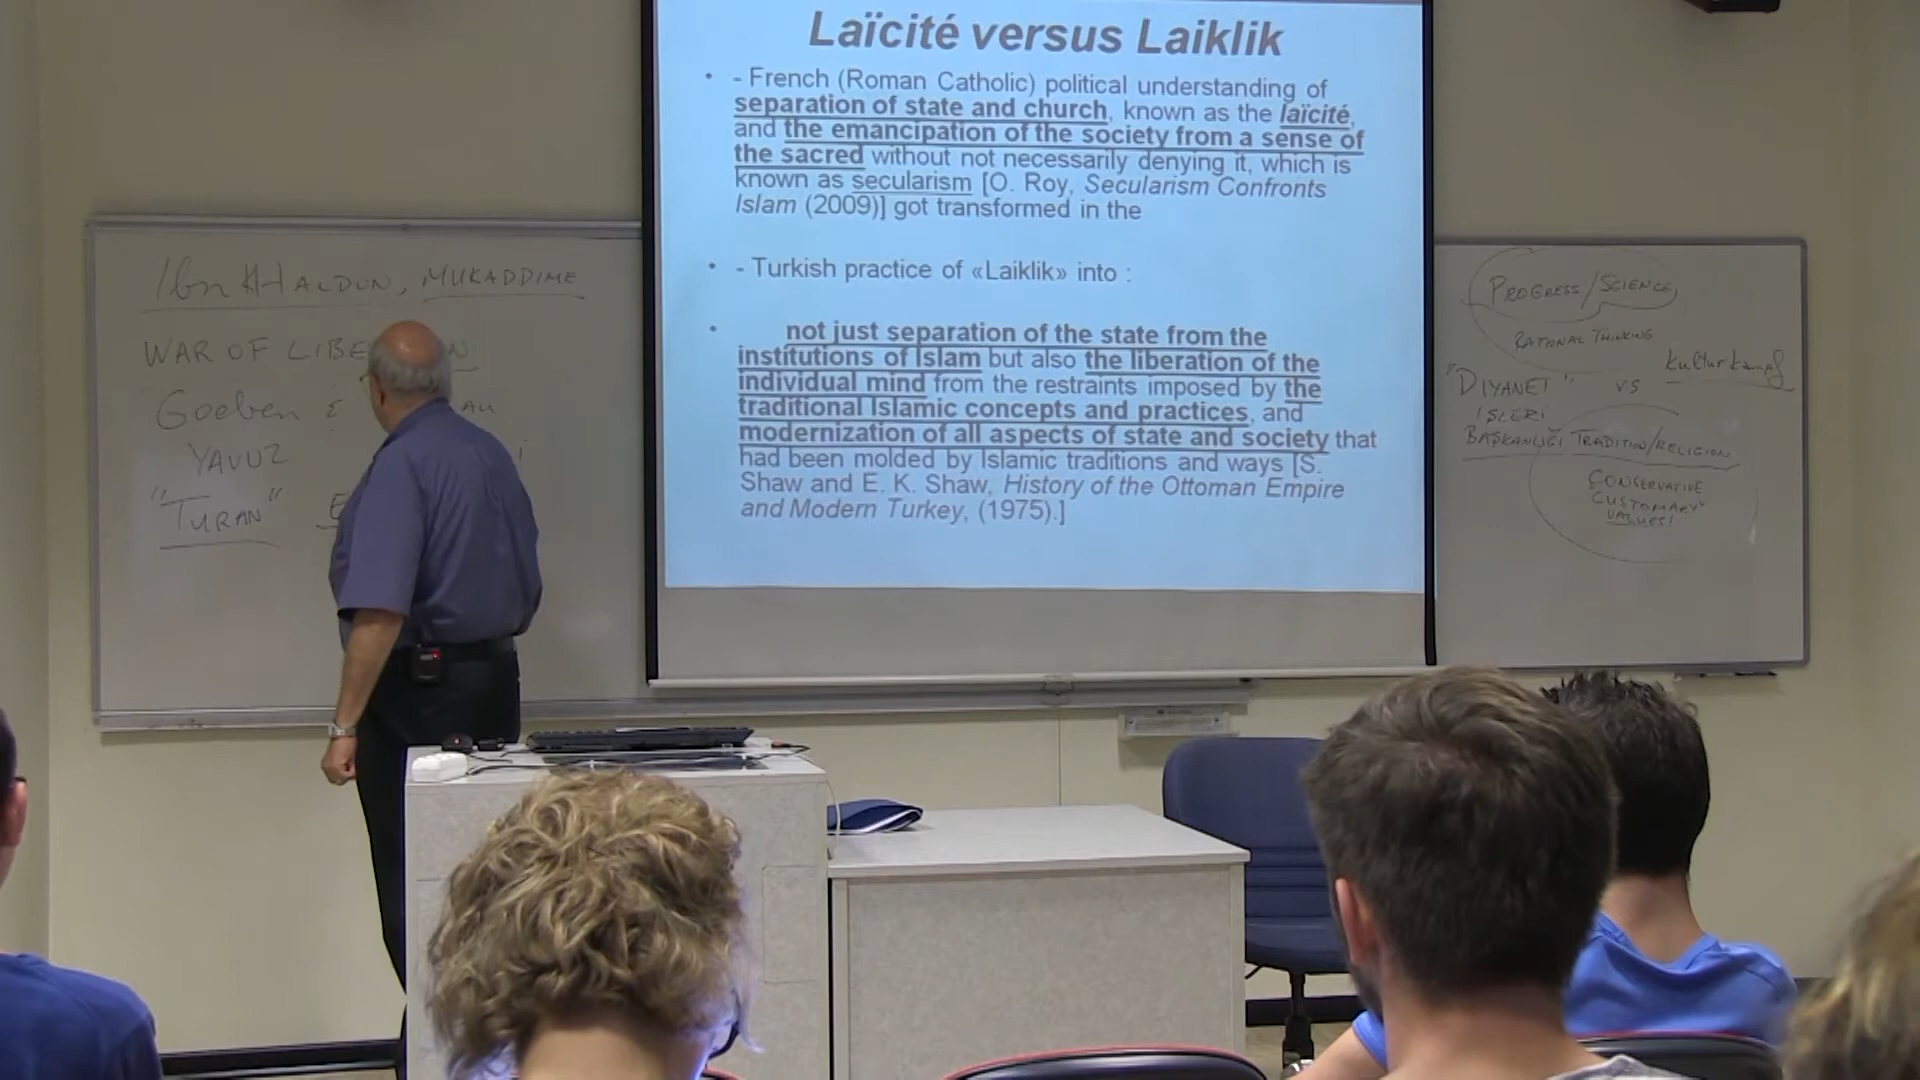 Laïcité versus Laiklik
• - French (Roman Catholic) political understanding of
separation of state and church, known as the laïcité,
and the emancipation of the society from a sense of
the sacred without not necessarily denying it, which is
known as secularism [O. Roy, Secularism Confronts
Islam (2009)] got transformed in the
• - Turkish practice of «Laiklik» into :
• not just separation of the state from the
institutions of Islam but also the liberation of the
individual mind from the restraints imposed by the
traditional Islamic concepts and practices, and
modernization of all aspects of state and society that
had been molded by Islamic traditions and ways [S.
Shaw and E. K. Shaw, History of the Ottoman Empire
and Modern Turkey, (1975).]
Ibn HALDUN, MUKADDIME
WAR OF
Goeben &
YAVUZ
"TURAN"
PROGRESS/SCIENCE
RATIONAL THINKING
"DIYANET" VS Kulturkampf
İŞLERİ
BAŞKANLIĞI TRADITION/RELIGION
CONSERVATIVE
CUSTOMARY
VALUES!